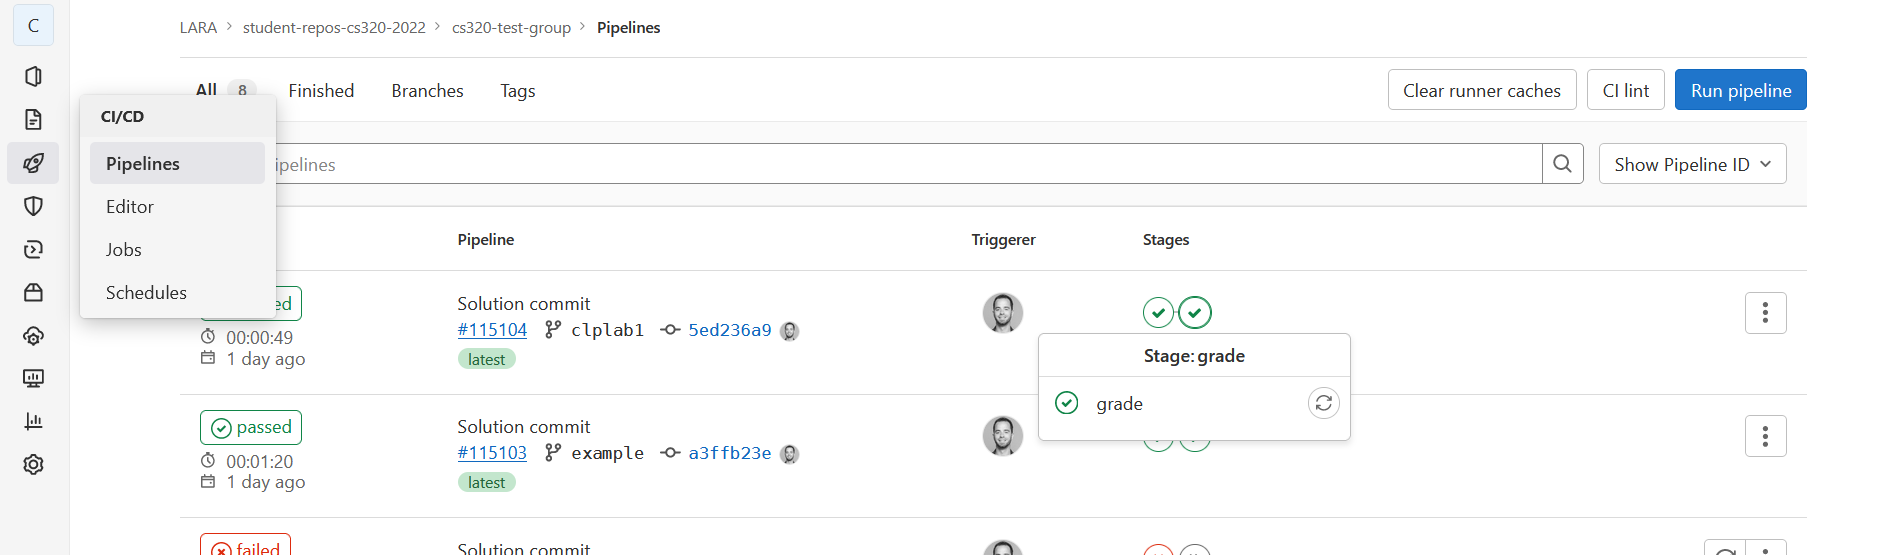 C
LARA > student-repos-cs320-2022 > cs320-test-group > Pipelines
All 8 Finished Branches Tags
Clear runner caches CI lint Run pipeline
CI/CD
Pipelines
Editor
Jobs
Schedules
ipelines
Show Pipeline ID
Pipeline Triggerer Stages
ed
00:00:49
1 day ago
Solution commit
#115104 clplab1 5ed236a9
latest
Stage: grade
grade
passed
00:01:20
1 day ago
Solution commit
#115103 example a3ffb23e
latest
failed
Solution commit